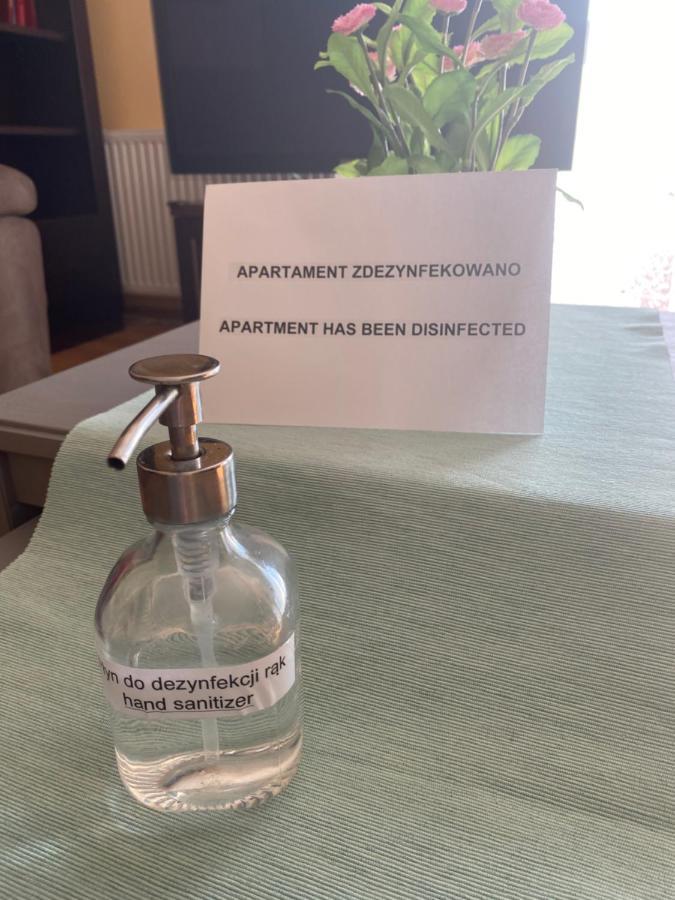 APARTAMENT ZDEZYNFEKOWANO
APARTMENT HAS BEEN DISINFECTED
do dezynfekcji rąk
hand sanitizer